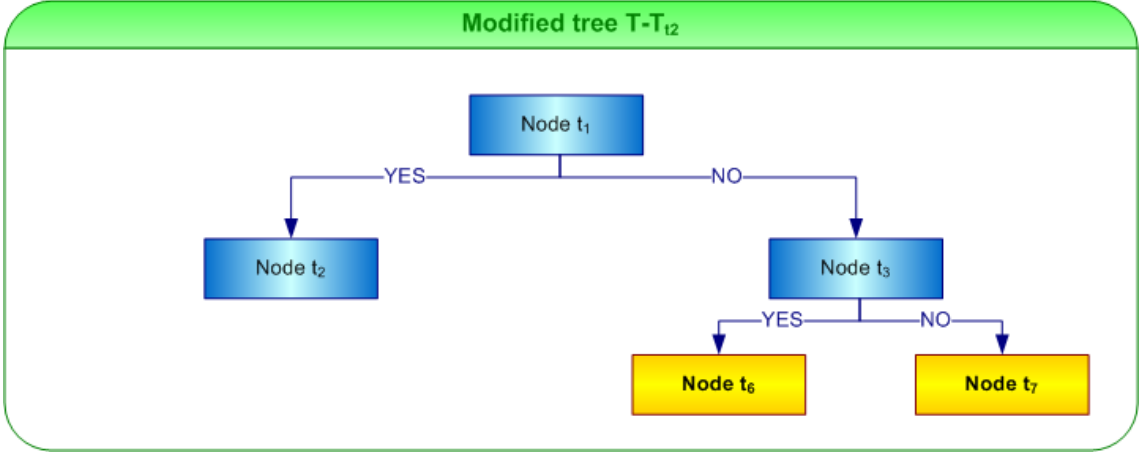 Modified tree T-Tt2
Node t1
YES
NO
Node t2
Node t3
YES
NO
Node t6
Node t7